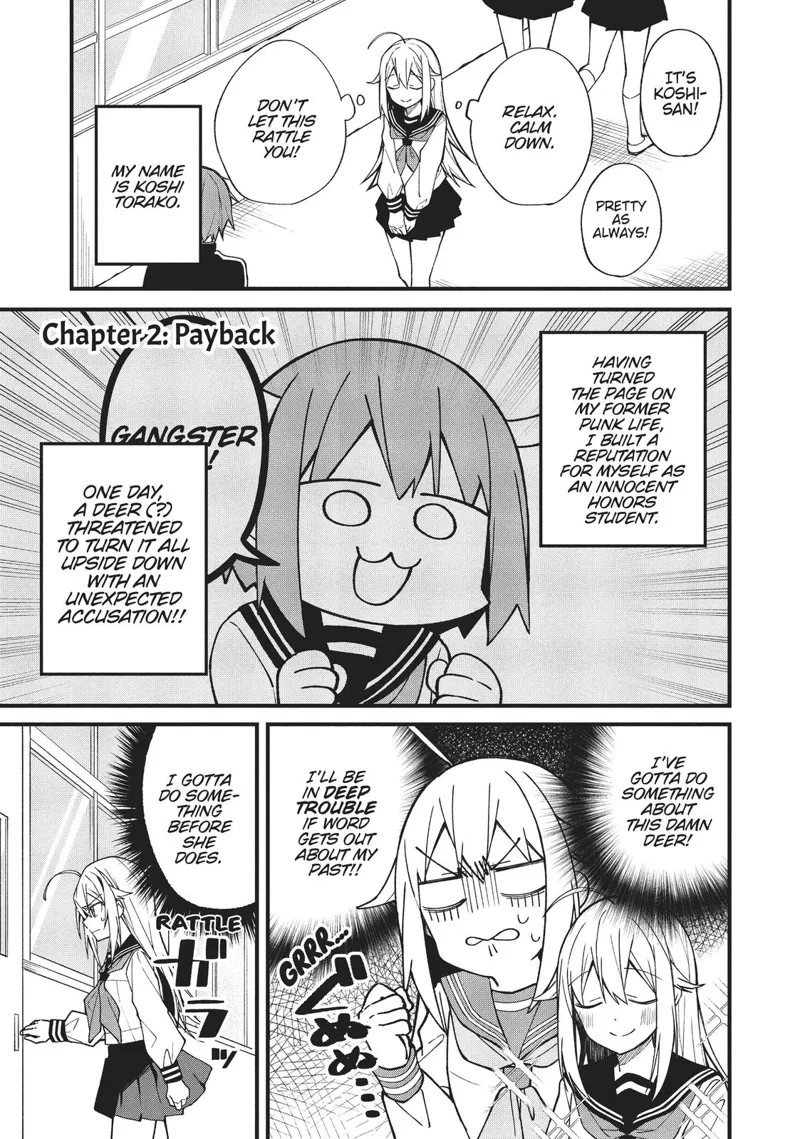 IT'S
KOSHI-
SAN!
PRETTY
AS
ALWAYS!
RELAX.
CALM
DOWN.
DON'T
LET THIS
RATTLE
YOU!
MY NAME
IS KOSHI
TORAKO.
Chapter 2: Payback
HAVING
TURNED
THE PAGE ON
MY FORMER
PUNK LIFE,
I BUILT A
REPUTATION
FOR MYSELF AS
AN INNOCENT
HONORS
STUDENT.
GANGSTER
!
ONE DAY,
A DEER (?)
THREATENED
TO TURN IT ALL
UPSIDE DOWN
WITH AN
UNEXPECTED
ACCUSATION!!
I'VE
GOTTA DO
SOMETHING
ABOUT
THIS DAMN
DEER!
I'LL BE
IN DEEP
TROUBLE
IF WORD
GETS OUT
ABOUT MY
PAST!!
GRRR...
ぐぬぬ…
I GOTTA
DO SOME-
THING
BEFORE
SHE
DOES.
RATTLE
ガラッ